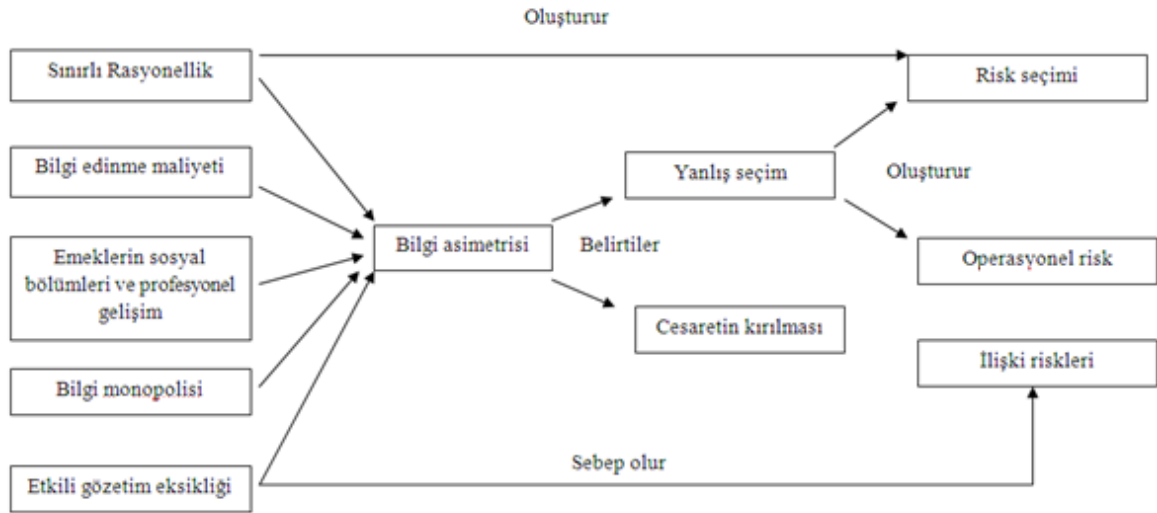 Oluşturur
Sınırlı Rasyonellik
Risk seçimi
Bilgi edinme maliyeti
Yanlış seçim
Oluşturur
Emeklerin sosyal
bölümleri ve profesyonel
gelişim
Bilgi asimetrisi
Belirtiler
Operasyonel risk
Cesaretin kırılması
İlişki riskleri
Bilgi monopolisi
Sebep olur
Etkili gözetim eksikliği